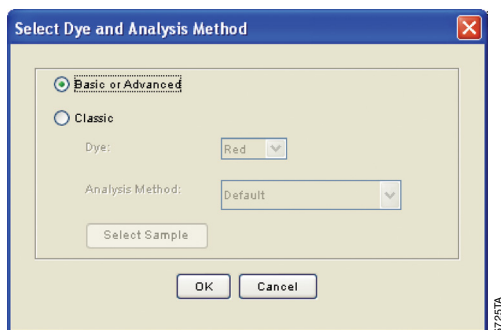 Select Dye and Analysis Method
Basic or Advanced
Classic
Dye:
Red
Analysis Method:
Default
Select Sample
OK
Cancel